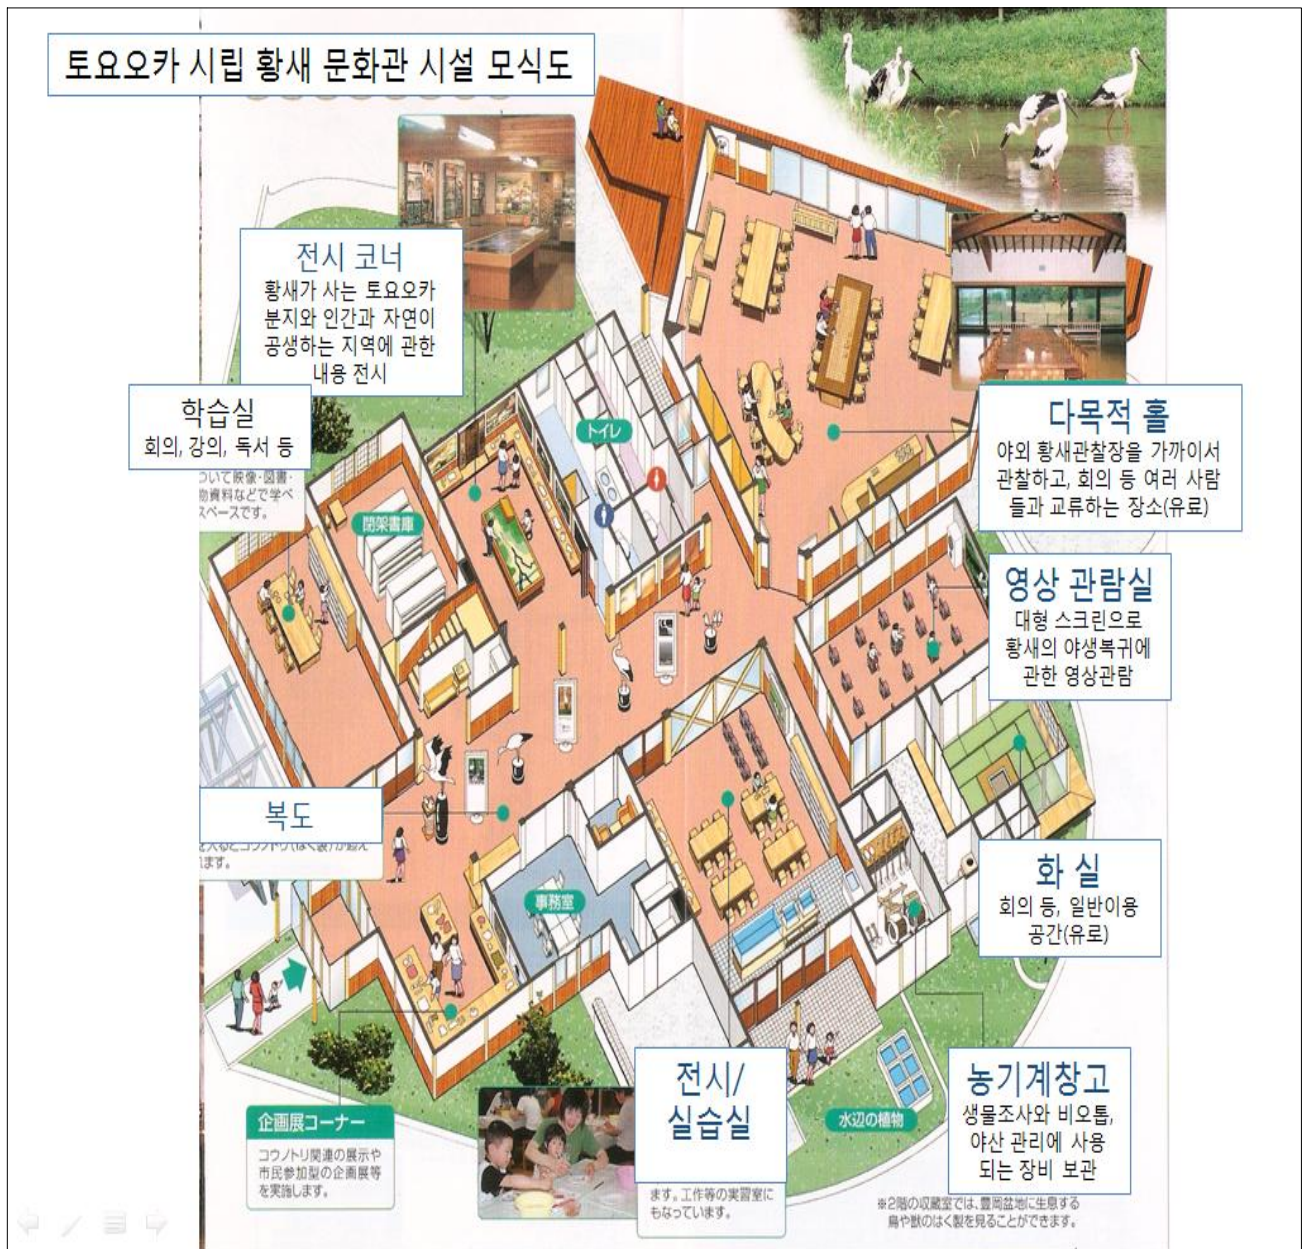 토요오카 시립 황새 문화관 시설 모식도
전시 코너
황새가 사는 토요오카
분지와 인간과 자연이
공생하는 지역에 관한
내용 전시
학습실
회의, 강의, 독서 등
ついて映像・図書・
物資料などで学べ
スペースです。
閉架書庫
トイレ
다목적 홀
야외 황새관찰장을 가까이서
관찰하고, 회의 등 여러 사람
들과 교류하는 장소(유료)
영상 관람실
대형 스크린으로
황새의 야생복귀에
관한 영상관람
복도
ます。
事務室
화 실
회의 등, 일반이용
공간(유로)
企画展コーナー
コウノトリ関連の展示や
市民参加型の企画展等
を実施します。
전시/
실습실
ます。工作等の実習室に
もなっています。
水辺の植物
농기계창고
생물조사와 비오톱,
야산 관리에 사용
되는 장비 보관
※2階の収蔵室では、豊岡盆地に生息する
鳥や獣のはく製を見ることができます。